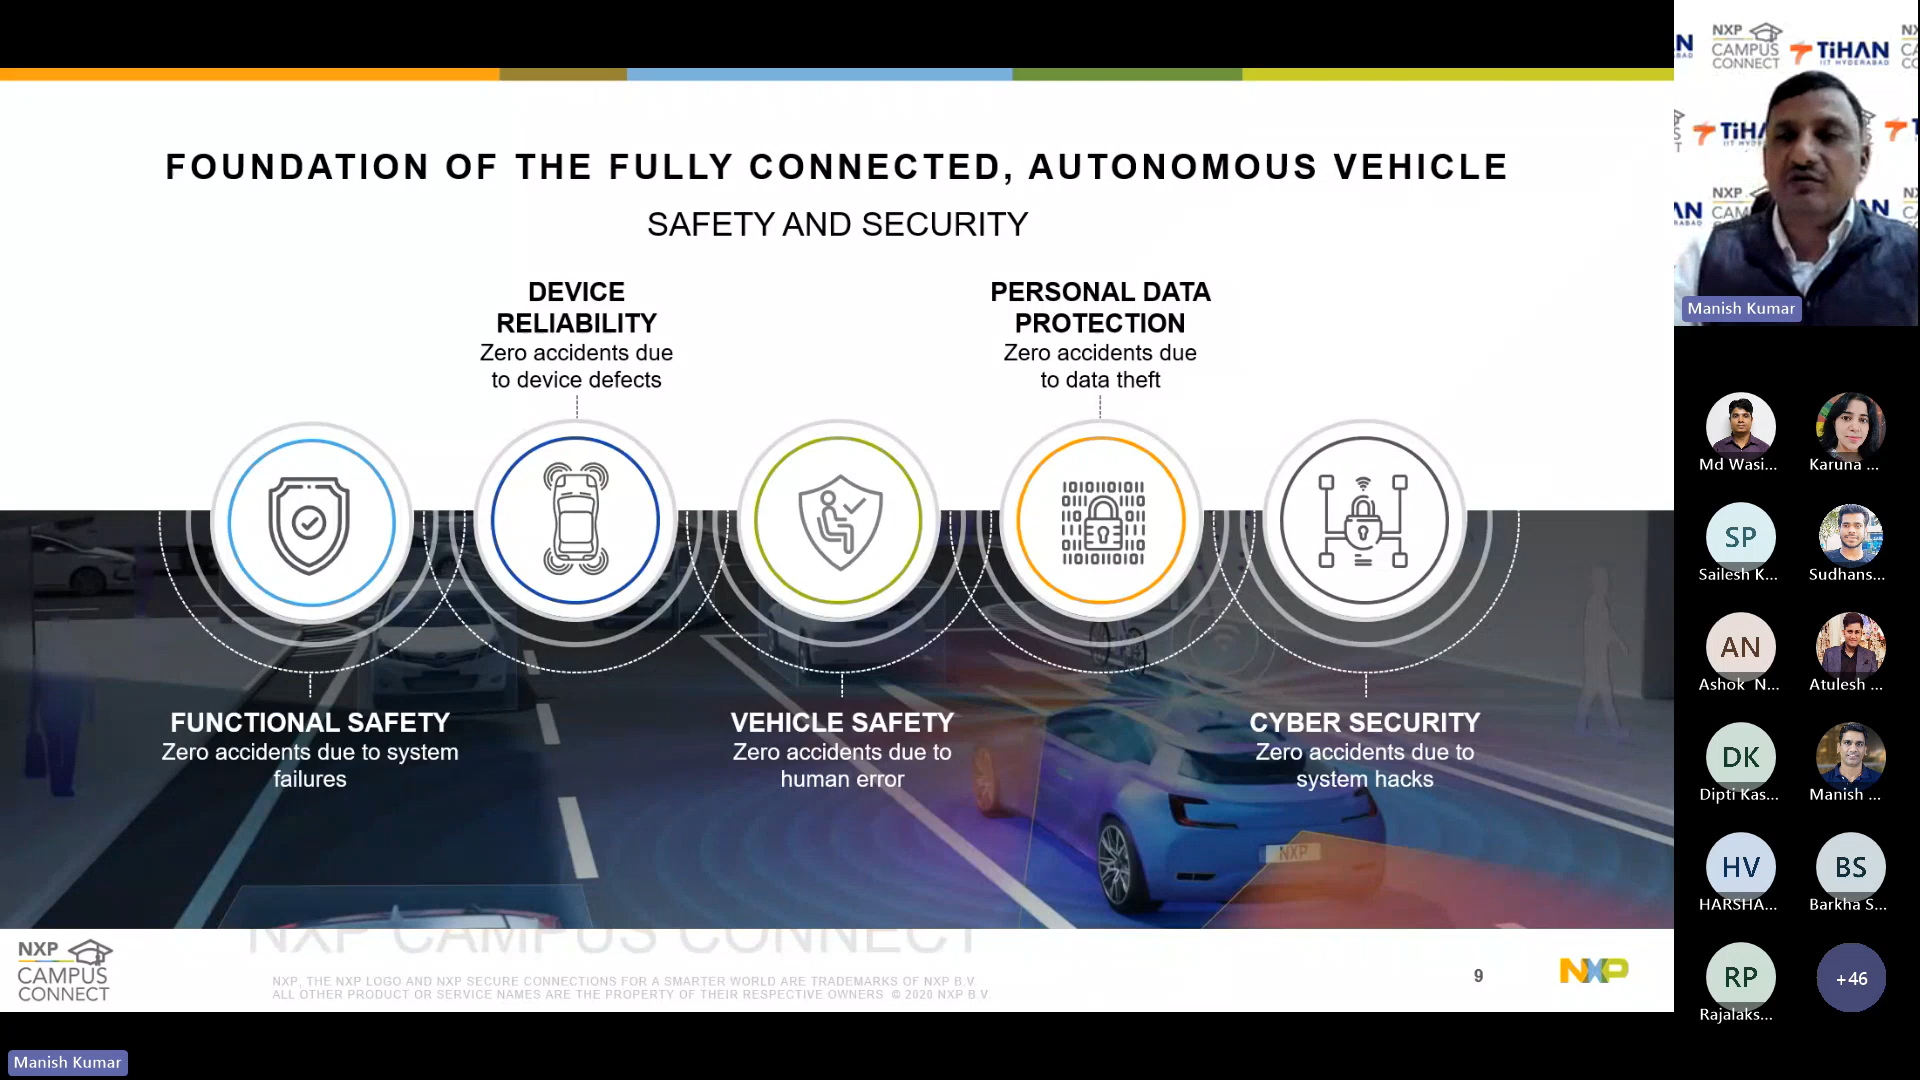 FOUNDATION OF THE FULLY CONNECTED, AUTONOMOUS VEHICLE
SAFETY AND SECURITY
DEVICE
RELIABILITY
Zero accidents due
to device defects
PERSONAL DATA
PROTECTION
Zero accidents due
to data theft
FUNCTIONAL SAFETY
Zero accidents due to system
failures
VEHICLE SAFETY
Zero accidents due to
human error
CYBER SECURITY
Zero accidents due to
system hacks
NXP
NXP CAMPUS CONNECT
NXP
CAMPUS
CONNECT
NXP, THE NXP LOGO AND NXP SECURE CONNECTIONS FOR A SMARTER WORLD ARE TRADEMARKS OF NXP B.V.
ALL OTHER PRODUCT OR SERVICE NAMES ARE THE PROPERTY OF THEIR RESPECTIVE OWNERS © 2020 NXP B.V
9
NXP
Manish Kumar
NXP
CAMPUS
CONNECT
TiHAN
IIT HYDERABAD
Manish Kumar
Md Wasi...
Karuna ...
SP
Sailesh K...
Sudhans...
AN
Ashok N...
Atulesh ...
DK
Dipti Kas...
Manish ...
HV
HARSHA...
BS
Barkha S...
RP
Rajalaks...
+46